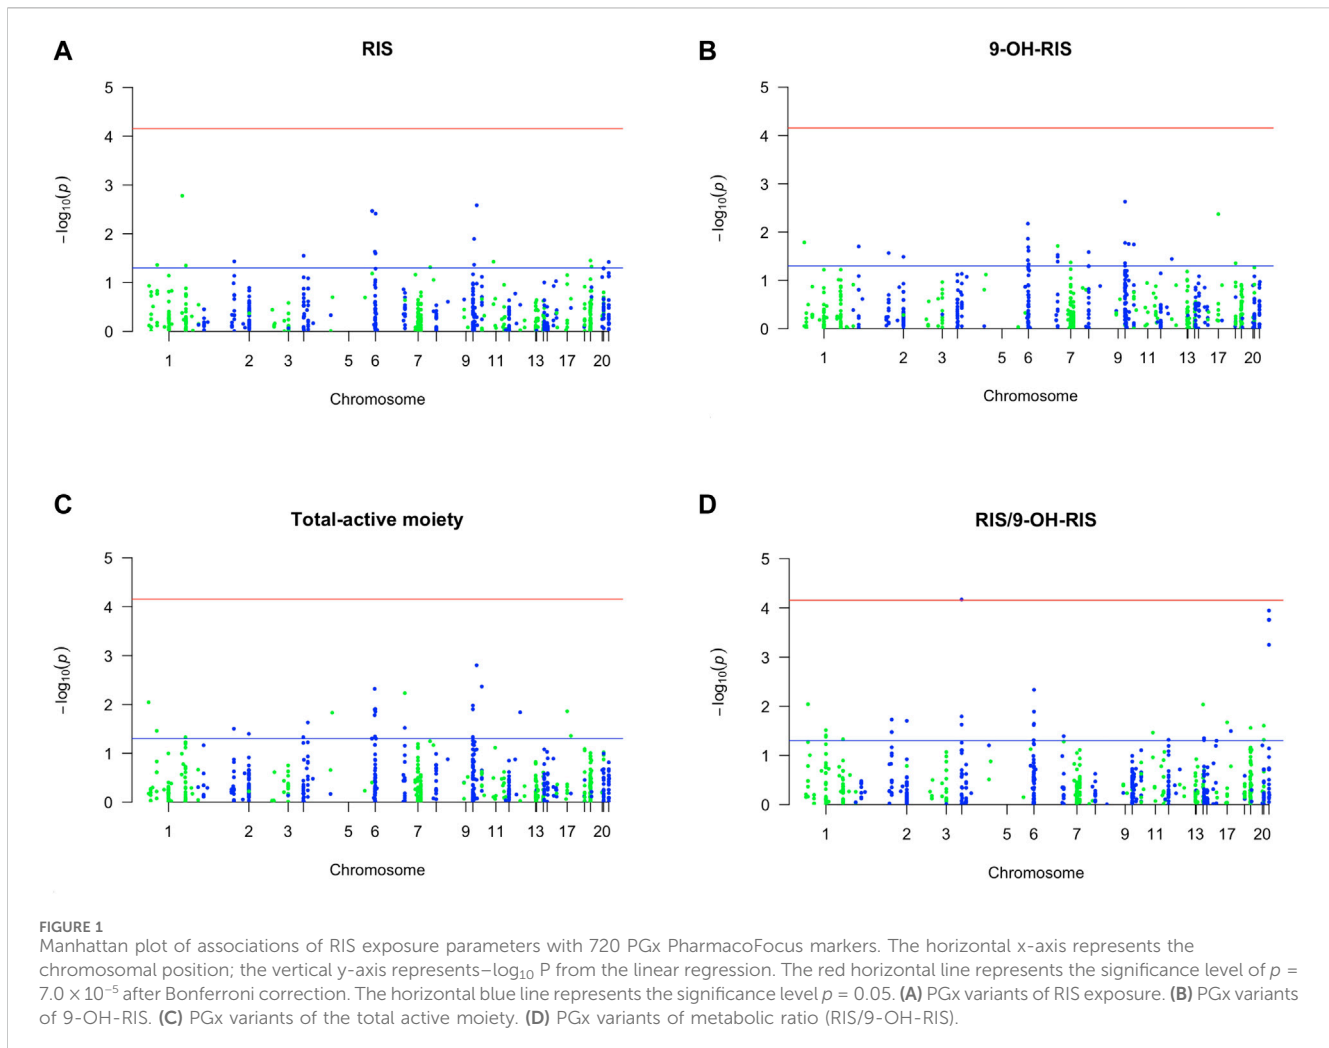 A
RIS
5
4
3
2
1
0
−log10(p)
1 2 3 5 6 7 9 11 13 17 20
Chromosome
B
9-OH-RIS
5
4
3
2
1
0
−log10(p)
1 2 3 5 6 7 9 11 13 17 20
Chromosome
C
Total-active moiety
5
4
3
2
1
0
−log10(p)
1 2 3 5 6 7 9 11 13 17 20
Chromosome
D
RIS/9-OH-RIS
5
4
3
2
1
0
−log10(p)
1 2 3 5 6 7 9 11 13 17 20
Chromosome
FIGURE 1
Manhattan plot of associations of RIS exposure parameters with 720 PGx PharmacoFocus markers. The horizontal x-axis represents the
chromosomal position; the vertical y-axis represents–log₁₀ P from the linear regression. The red horizontal line represents the significance level of p =
7.0 × 10⁻⁵ after Bonferroni correction. The horizontal blue line represents the significance level p = 0.05. (A) PGx variants of RIS exposure. (B) PGx variants
of 9-OH-RIS. (C) PGx variants of the total active moiety. (D) PGx variants of metabolic ratio (RIS/9-OH-RIS).